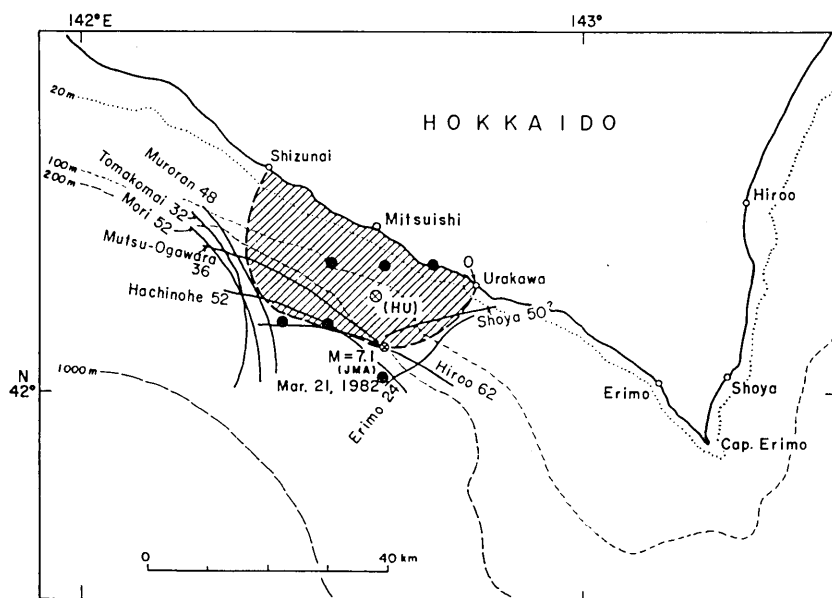 142°E
143°
20m
HOKKAIDO
Shizunai
Muroran 48
100m
Tomakomai 32
200m
Mori 52
Hiroo
Mitsuishi
Mutsu-Ogawara
36
0
Urakawa
(HU)
Hachinohe 52
Shoya 50?
M=7.1
(JMA)
Mar. 21, 1982
Hiroo 62
Erimo 24
1000m
N
42°
Erimo
Shoya
Cap. Erimo
0
40 km